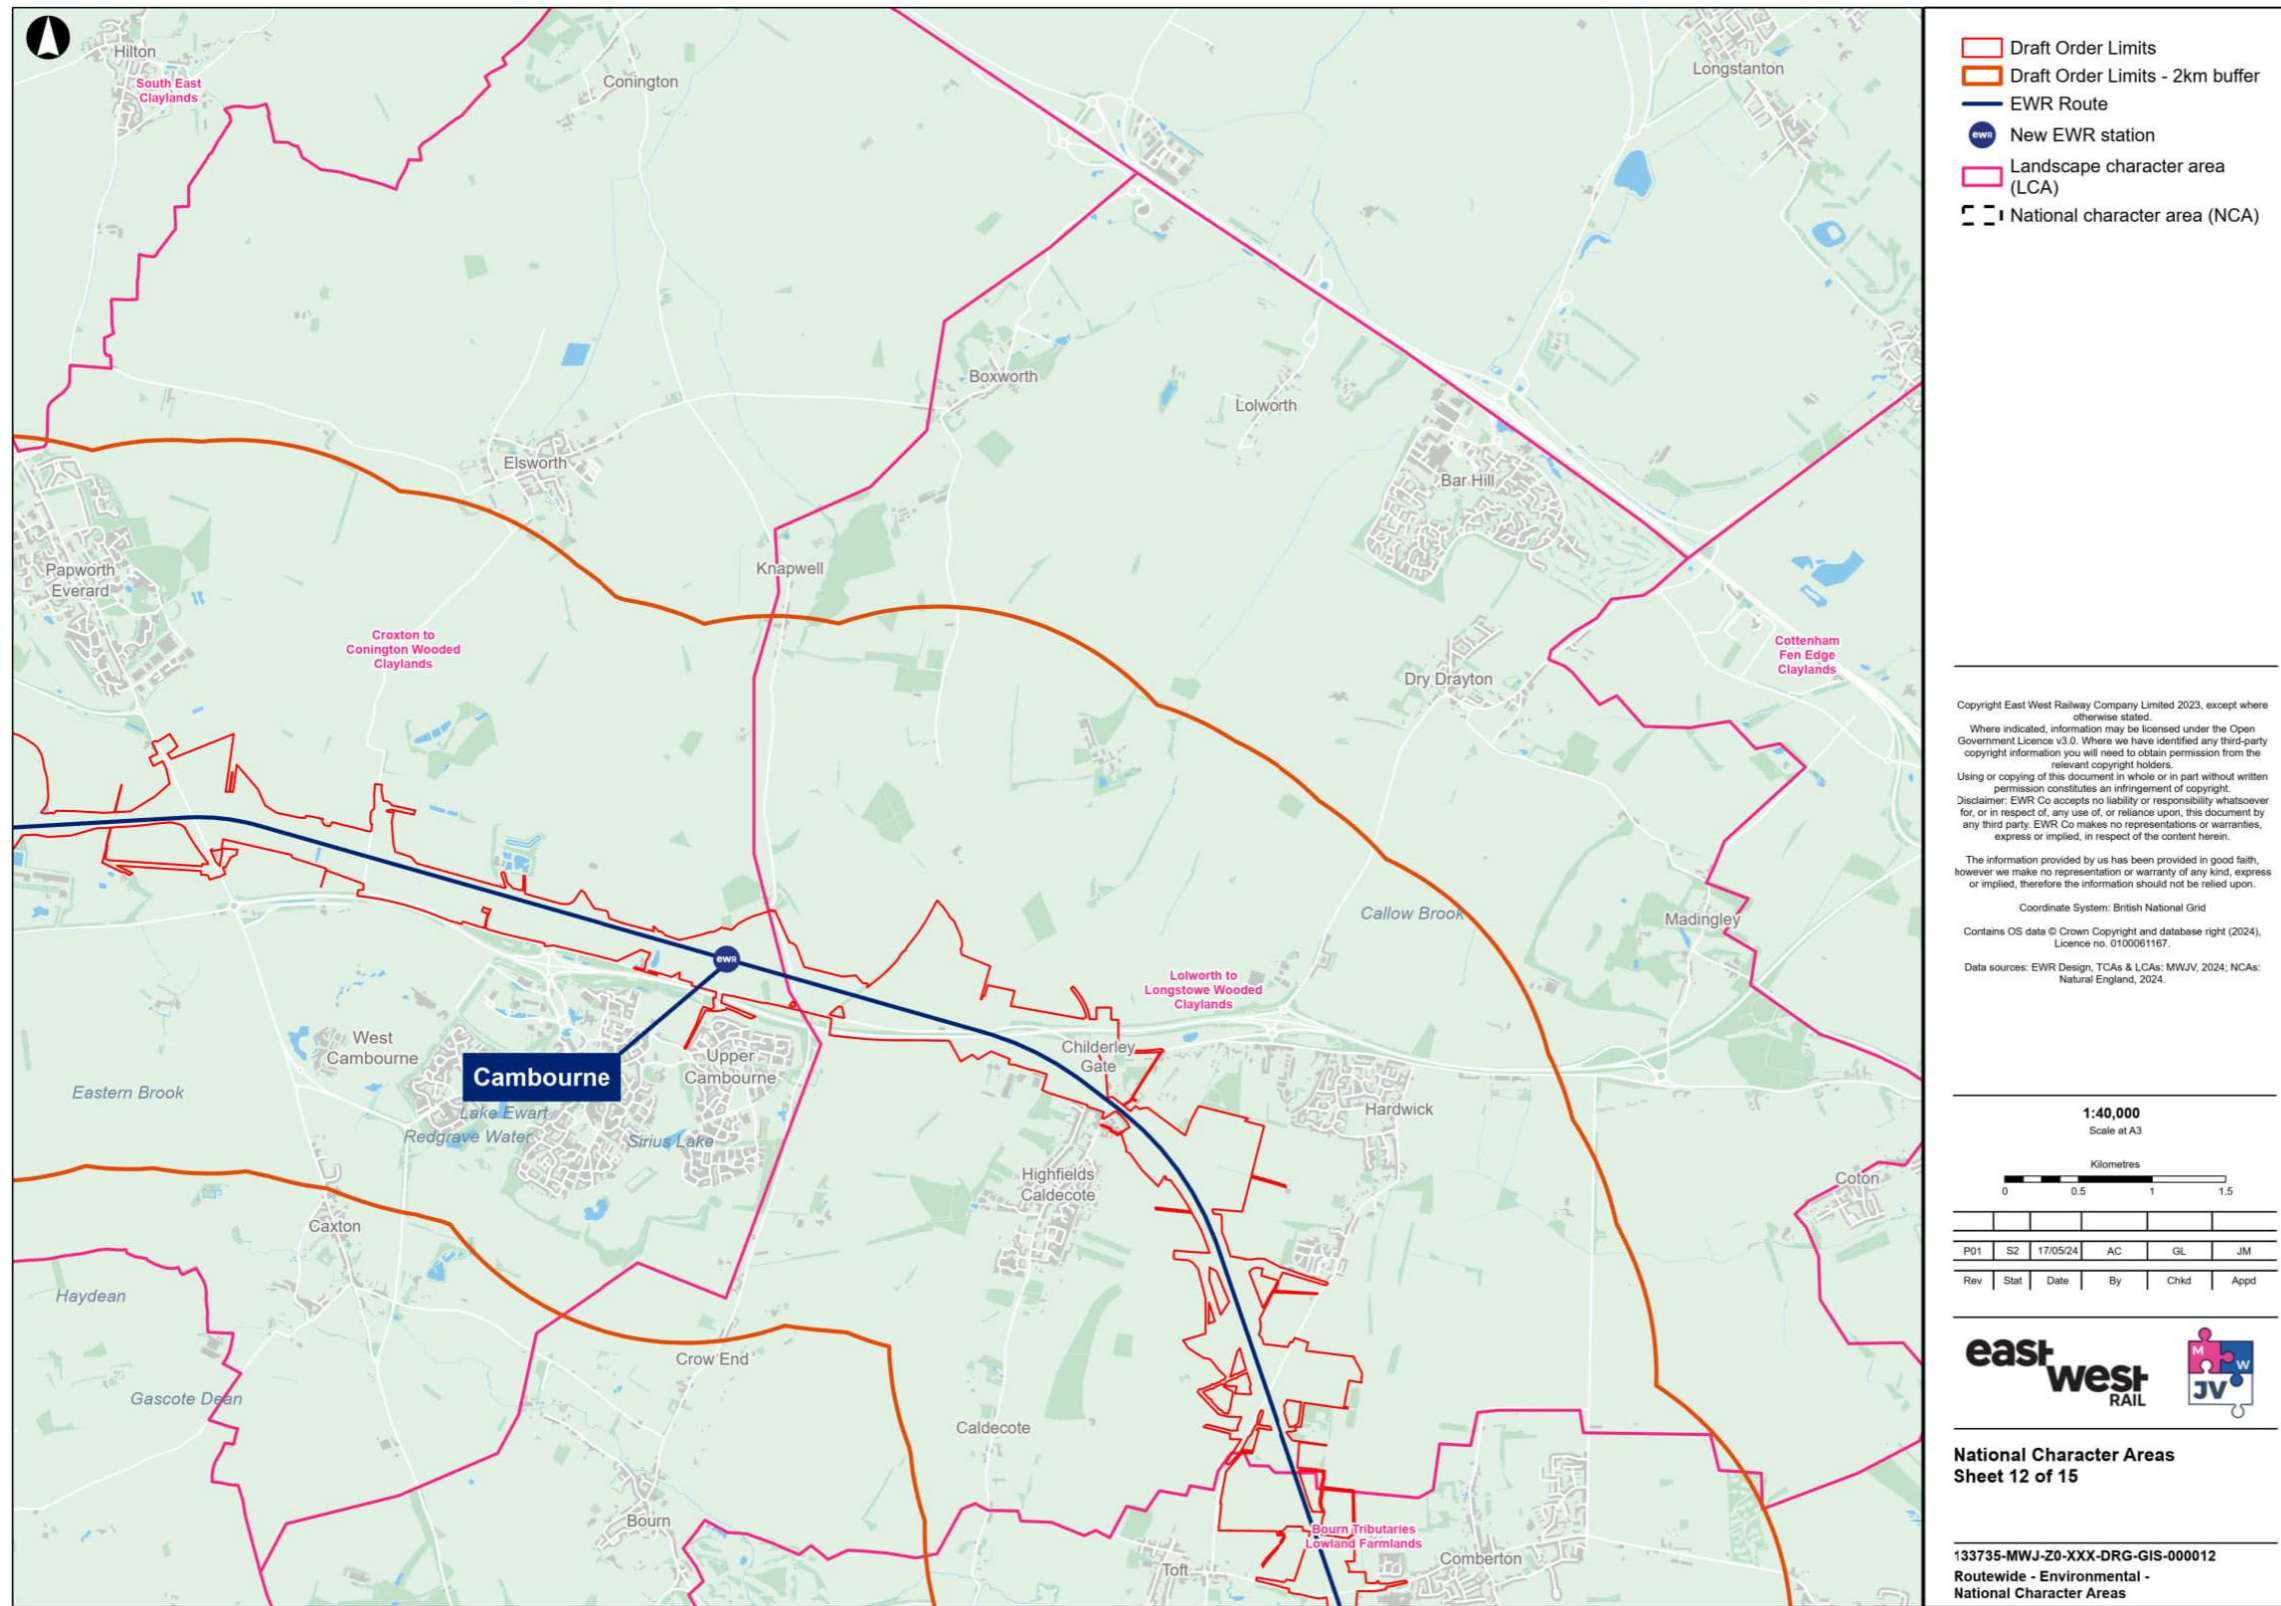 Hilton
South East
Claylands
Conington
Longstanton
Boxworth
Lolworth
Elsworth
Bar Hill
Knapwell
Papworth
Everard
Croxton to
Conington Wooded
Claylands
Cottenham
Fen Edge
Claylands
Dry Drayton
Callow Brook
Madingley
ewr
Lolworth to
Longstowe Wooded
Claylands
West
Cambourne
Upper
Cambourne
Childerley
Gate
Cambourne
Eastern Brook
Lake Ewart
Redgrave Water
Sirius Lake
Hardwick
Highfields
Caldecote
Coton
Caxton
Haydean
Crow End
Gascote Dean
Caldecote
Bourn
Bourn Tributaries
Lowland Farmlands
Toft
Comberton
Draft Order Limits
Draft Order Limits - 2km buffer
EWR Route
ewr New EWR station
Landscape character area
(LCA)
National character area (NCA)
Copyright East West Railway Company Limited 2023, except where
otherwise stated.
Where indicated, information may be licensed under the Open
Government Licence v3.0. Where we have identified any third-party
copyright information you will need to obtain permission from the
relevant copyright holders.
Using or copying of this document in whole or in part without written
permission constitutes an infringement of copyright.
Disclaimer: EWR Co accepts no liability or responsibility whatsoever
for, or in respect of, any use of, or reliance upon, this document by
any third party. EWR Co makes no representations or warranties,
express or implied, in respect of the content herein.
The information provided by us has been provided in good faith,
however we make no representation or warranty of any kind, express
or implied, therefore the information should not be relied upon.
Coordinate System: British National Grid
Contains OS data © Crown Copyright and database right (2024),
Licence no. 0100061167.
Data sources: EWR Design, TCAs & LCAs: MWJV, 2024; NCAs:
Natural England, 2024.
1:40,000
Scale at A3
Kilometres
0 0.5 1 1.5
P01 S2 17/05/24 AC GL JM
Rev Stat Date By Chkd Appd
east
west
RAIL
M W
JV
National Character Areas
Sheet 12 of 15
133735-MWJ-Z0-XXX-DRG-GIS-000012
Routewide - Environmental -
National Character Areas